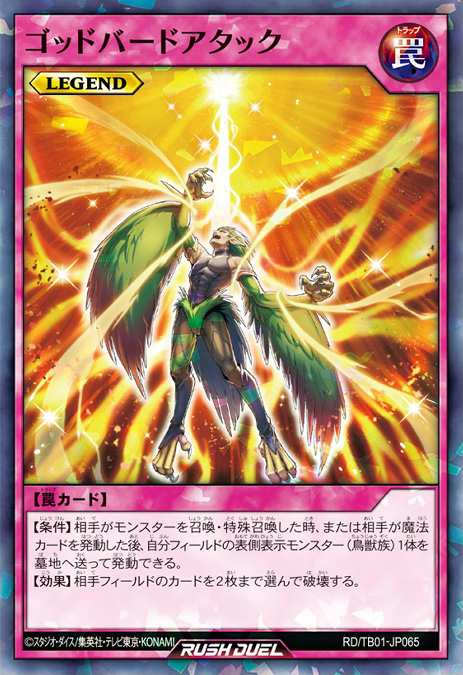 ゴッドバードアタック
トラップ
罠
LEGEND
【罠カード】
【条件】相手がモンスターを召喚・特殊召喚した時、または相手が魔法
カードを発動した後、自分フィールドの表側表示モンスター(鳥獣族)1体を
墓地へ送って発動できる。
【効果】相手フィールドのカードを2枚まで選んで破壊する。
©スタジオ・ダイス/集英社・テレビ東京・KONAMI
RUSH DUEL
RD/TB01-JP065